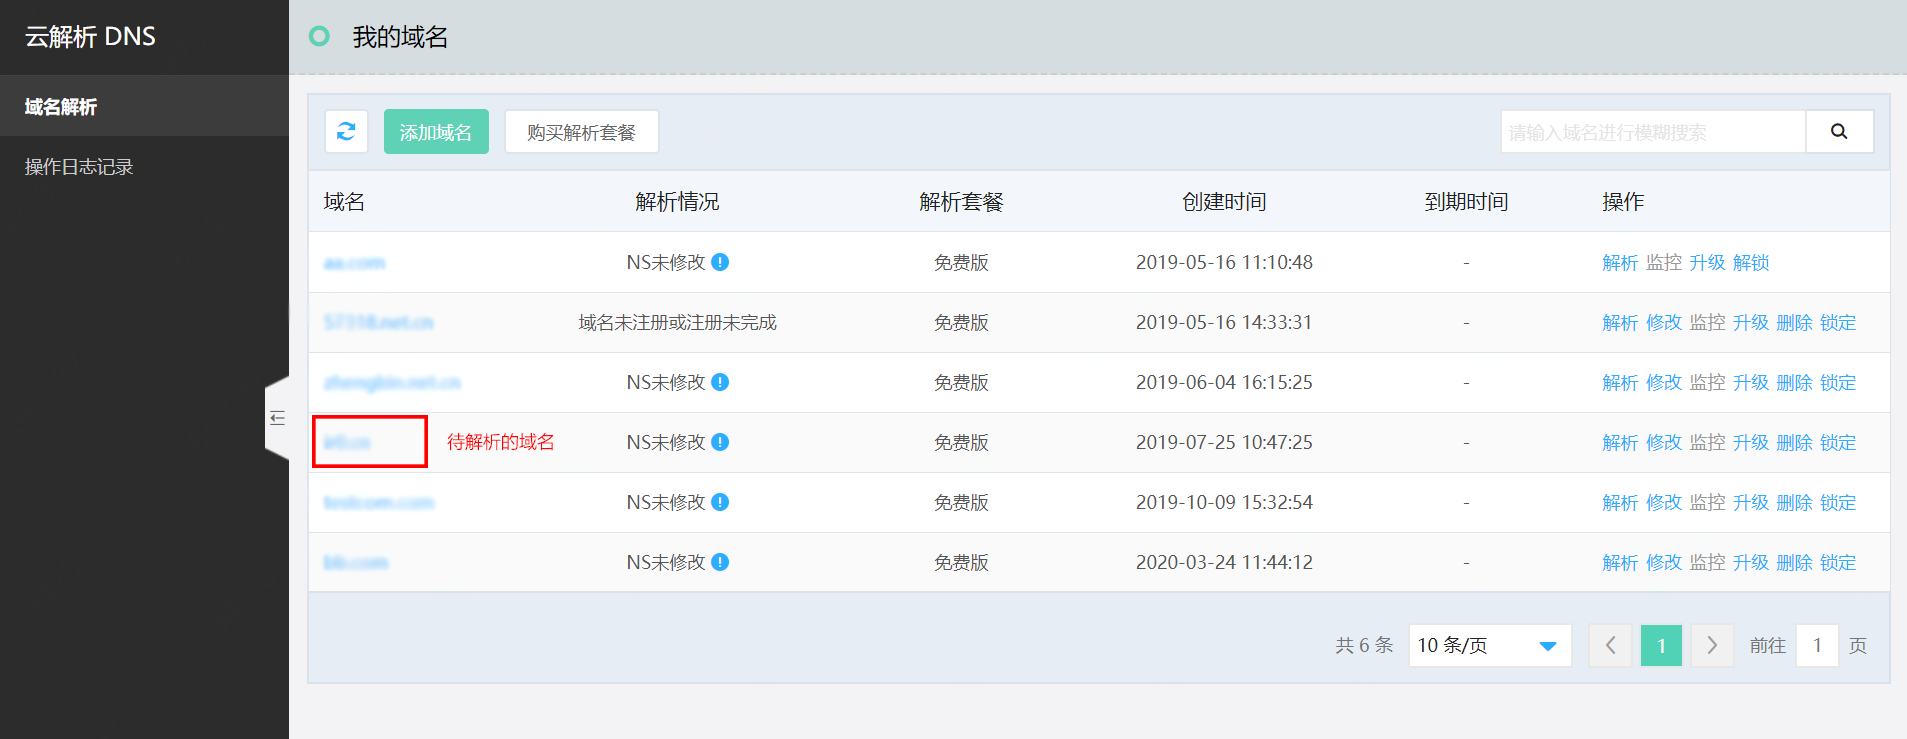 云解析 DNS
域名解析
操作日志记录
我的域名
添加域名 购买解析套餐 请输入域名进行模糊搜索
域名 解析情况 解析套餐 创建时间 到期时间 操作
NS未修改 免费版 2019-05-16 11:10:48 - 解析 监控 升级 解锁
域名未注册或注册未完成 免费版 2019-05-16 14:33:31 - 解析 修改 监控 升级 删除 锁定
NS未修改 免费版 2019-06-04 16:15:25 - 解析 修改 监控 升级 删除 锁定
待解析的域名 NS未修改 免费版 2019-07-25 10:47:25 - 解析 修改 监控 升级 删除 锁定
NS未修改 免费版 2019-10-09 15:32:54 - 解析 修改 监控 升级 删除 锁定
NS未修改 免费版 2020-03-24 11:44:12 - 解析 修改 监控 升级 删除 锁定
共 6 条 10 条/页 1 前往 1 页